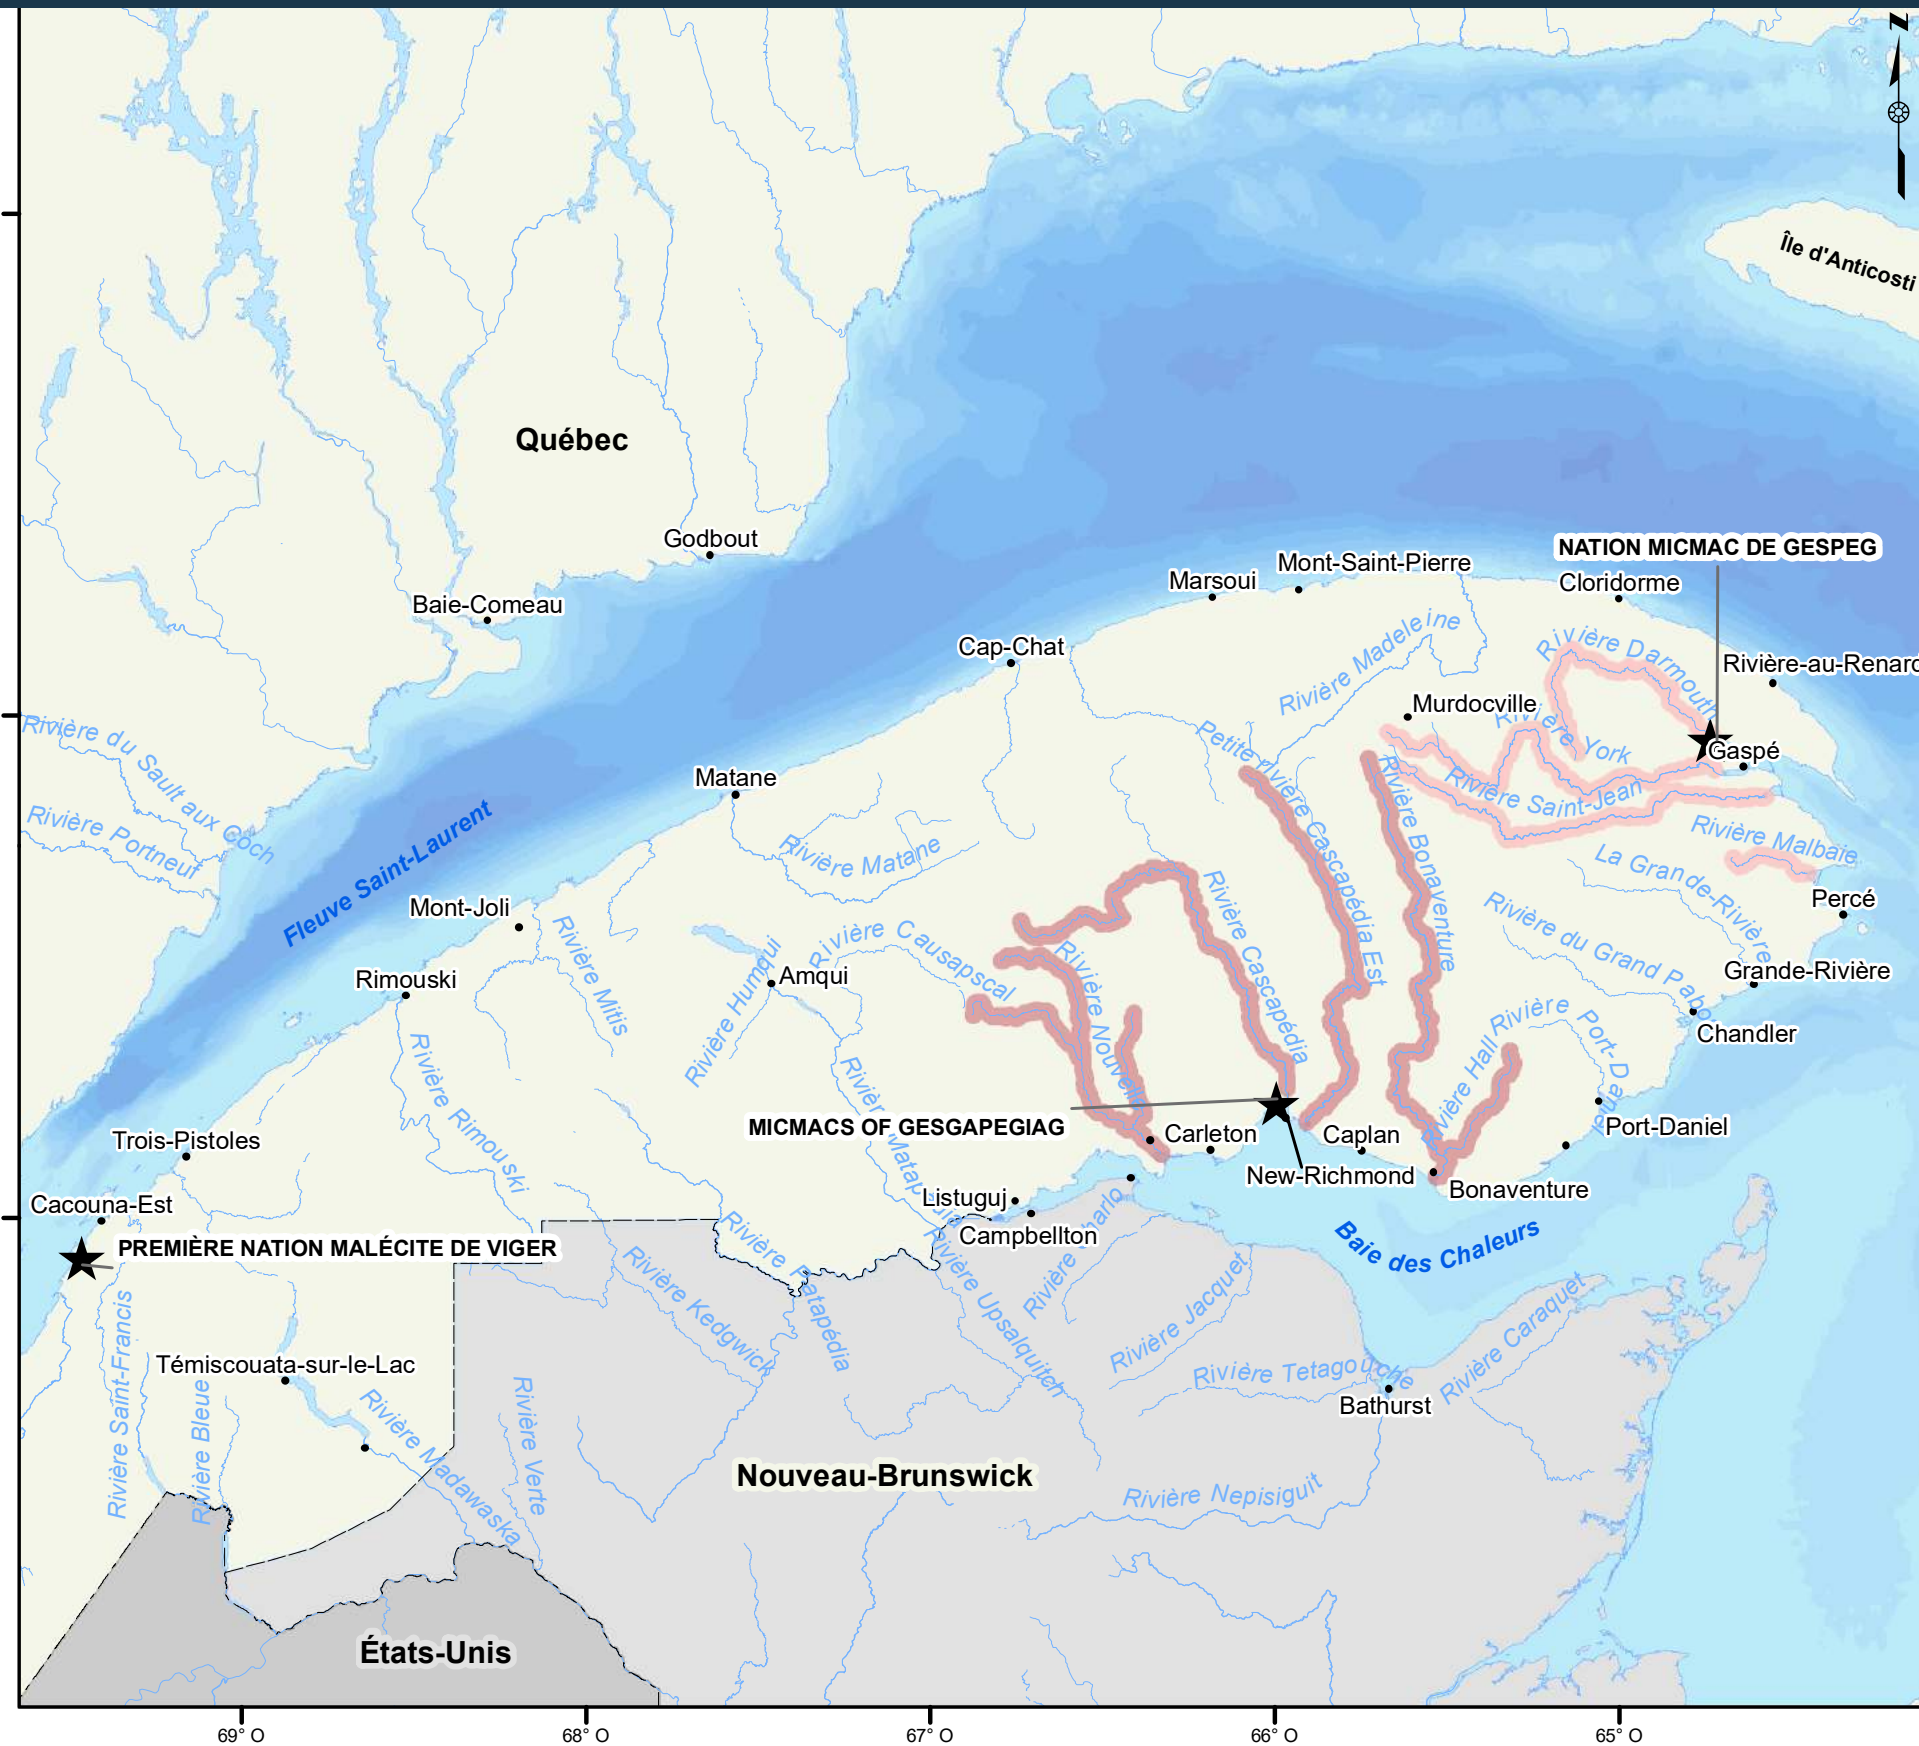 N
Île d'Anticosti
Québec
Godbout
NATION MICMAC DE GESPEG
Mont-Saint-Pierre
Marsoui
Cloridorme
Baie-Comeau
Cap-Chat
Rivière Madeleine
Rivière Darmouth
Rivière-au-Renard
Murdocville
Rivière York
Gaspé
Rivière du Sault aux Coch
Petite rivière Cascapédia Est
Rivière Bonaventure
Rivière Saint-Jean
Matane
Rivière Portneuf
Fleuve Saint-Laurent
Rivière Matane
Rivière Malbaie
La Grande-Rivière
Percé
Mont-Joli
Rivière Mitis
Rivière Causapscal
Rivière Cascapédia
Rivière du Grand Pabos
Grande-Rivière
Rimouski
Rivière Humqui
Amqui
Rivière Nouvelle
Rivière Hall
Rivière Port-Daniel
Chandler
Rivière Rimouski
Rivière Matapédia
MICMACS OF GESGAPEGIAG
Carleton
Caplan
Port-Daniel
Trois-Pistoles
New-Richmond
Bonaventure
Cacouna-Est
Listuguj
Campbellton
Baie des Chaleurs
PREMIÈRE NATION MALÉCITE DE VIGER
Rivière Kedgwick
Rivière Patapédia
Rivière Upsalquitch
Rivière Charlo
Rivière Jacquet
Rivière Caraquet
Rivière Saint-Francis
Témiscouata-sur-le-Lac
Rivière Bleue
Rivière Madawaska
Rivière Verte
Rivière Tetagouche
Bathurst
Nouveau-Brunswick
Rivière Nepisiguit
États-Unis
69° O
68° O
67° O
66° O
65° O